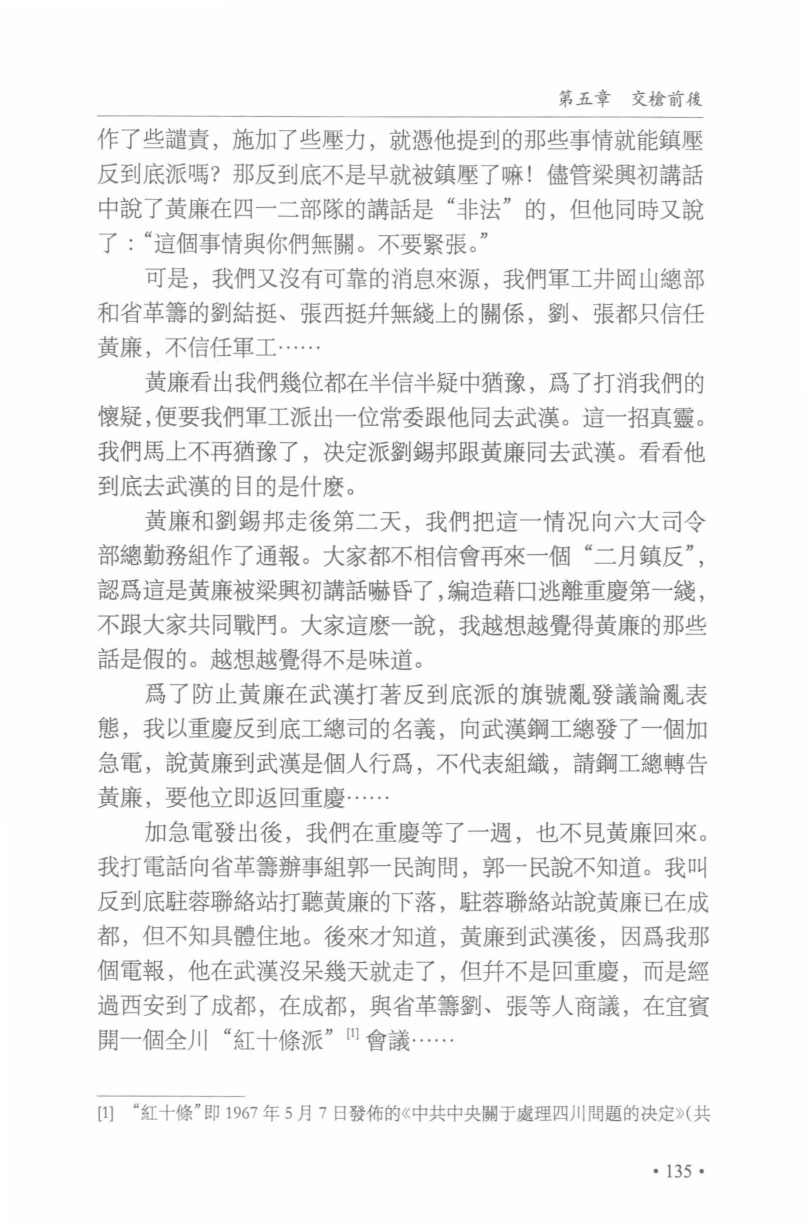 第五章　交槍前後
作了些譴責，施加了些壓力，就憑他提到的那些事情就能鎮壓
反到底派嗎？那反到底不是早就被鎮壓了嘛！儘管梁興初講話
中說了黃廉在四一二部隊的講話是“非法”的，但他同時又說
了：“這個事情與你們無關。不要緊張。”
可是，我們又沒有可靠的消息來源，我們軍工井岡山總部
和省革籌的劉結挺、張西挺幷無綫上的關係，劉、張都只信任
黃廉，不信任軍工……
黃廉看出我們幾位都在半信半疑中猶豫，爲了打消我們的
懷疑，便要我們軍工派出一位常委跟他同去武漢。這一招真靈。
我們馬上不再猶豫了，決定派劉錫邦跟黃廉同去武漢。看看他
到底去武漢的目的是什麽。
黃廉和劉錫邦走後第二天，我們把這一情况向六大司令
部總勤務組作了通報。大家都不相信會再來一個“二月鎮反”，
認爲這是黃廉被梁興初講話嚇昏了，編造藉口逃離重慶第一綫，
不跟大家共同戰鬥。大家這麽一說，我越想越覺得黃廉的那些
話是假的。越想越覺得不是味道。
爲了防止黃廉在武漢打著反到底派的旗號亂發議論亂表
態，我以重慶反到底工總司的名義，向武漢鋼工總發了一個加
急電，說黃廉到武漢是個人行爲，不代表組織，請鋼工總轉告
黃廉，要他立即返回重慶……
加急電發出後，我們在重慶等了一週，也不見黃廉回來。
我打電話向省革籌辦事組郭一民詢問，郭一民說不知道。我叫
反到底駐蓉聯絡站打聽黃廉的下落，駐蓉聯絡站說黃廉已在成
都，但不知具體住地。後來才知道，黃廉到武漢後，因爲我那
個電報，他在武漢沒呆幾天就走了，但幷不是回重慶，而是經
過西安到了成都，在成都，與省革籌劉、張等人商議，在宜賓
開一個全川“紅十條派”[1]會議……
[1]　“紅十條”即 1967 年 5 月 7 日發佈的《中共中央關于處理四川問題的決定》（共
• 135 •